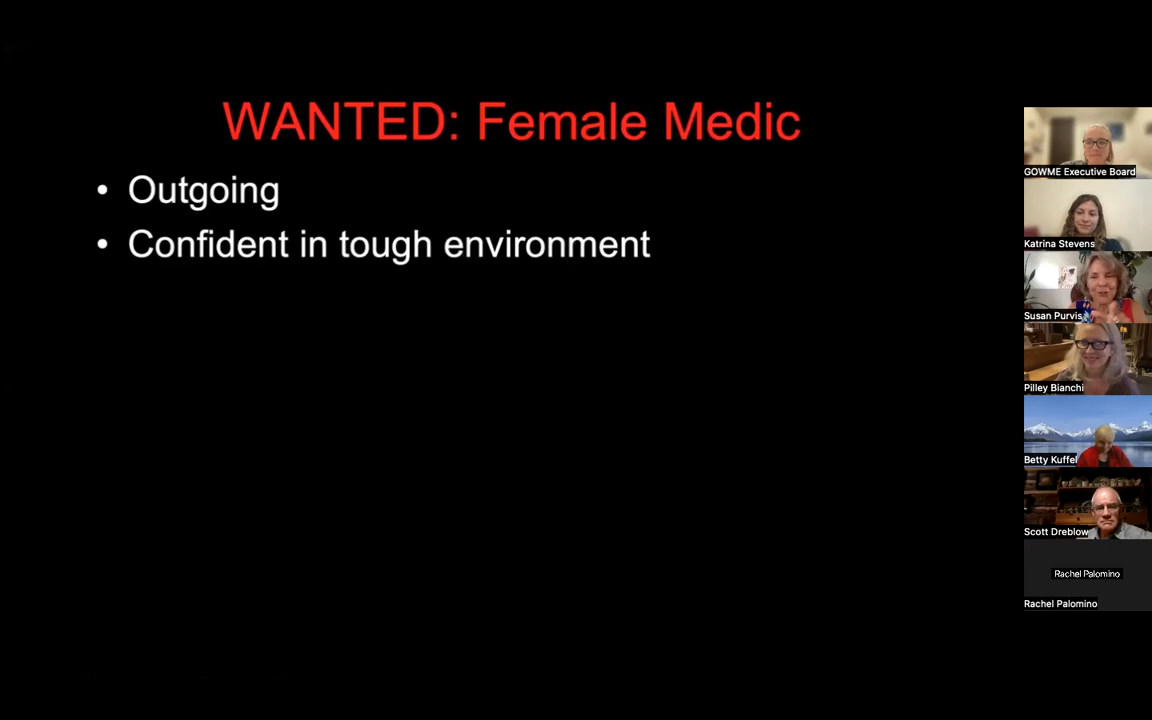 WANTED: Female Medic
• Outgoing
• Confident in tough environment
GOWME Executive Board
Katrina Stevens
Susan Purvis
Pilley Bianchi
Betty Kuffel
Scott Dreblow
Rachel Palomino
Rachel Palomino